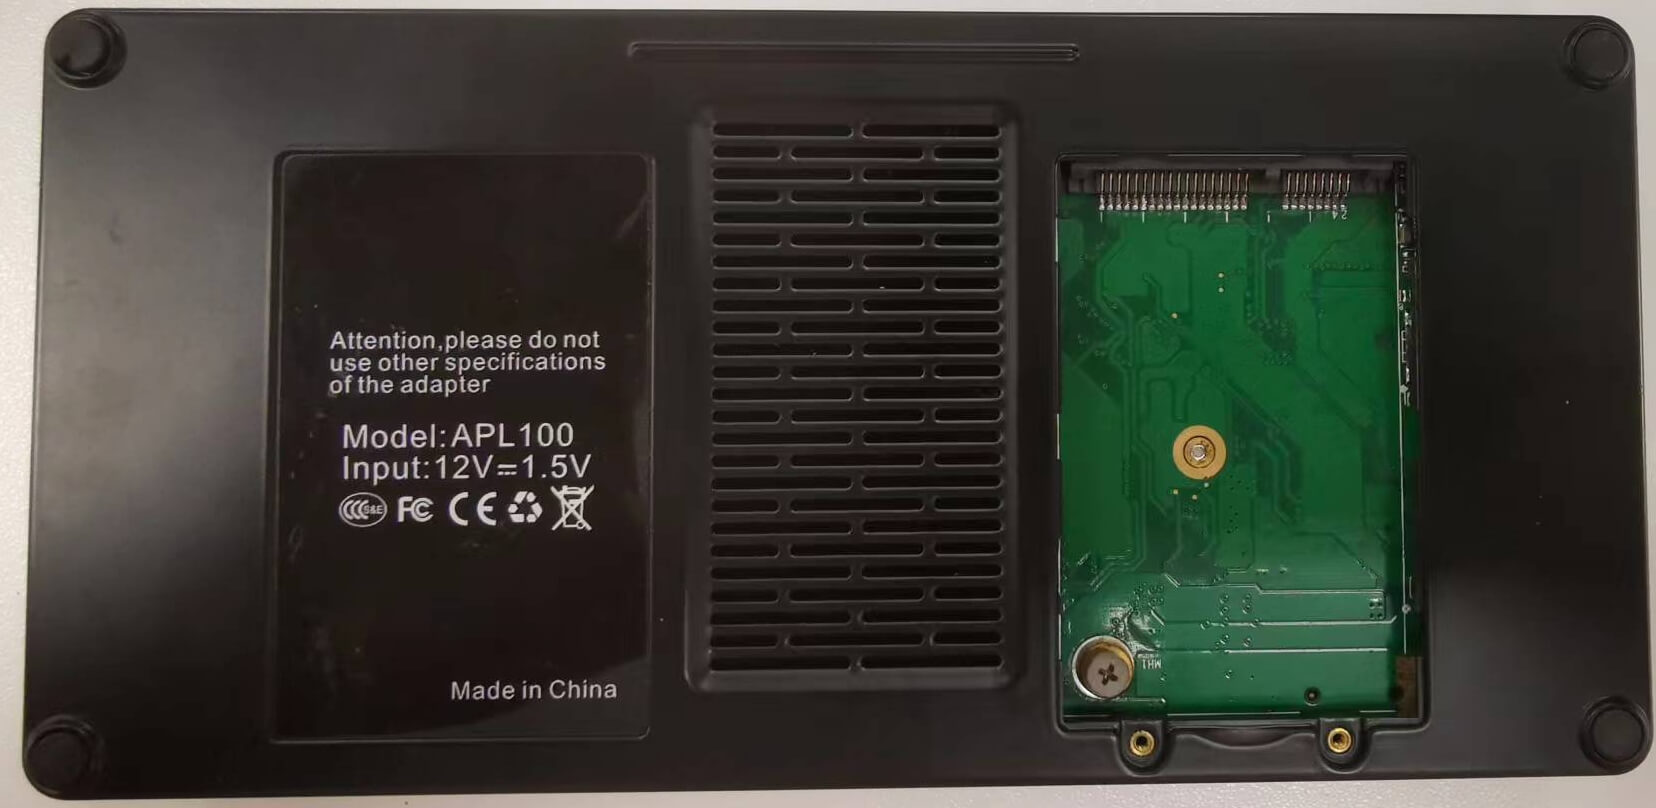 Attention,please do not
use other specifications
of the adapter
Model:APL100
Input:12V=1.5V
S&E FC CE
Made in China
MH1